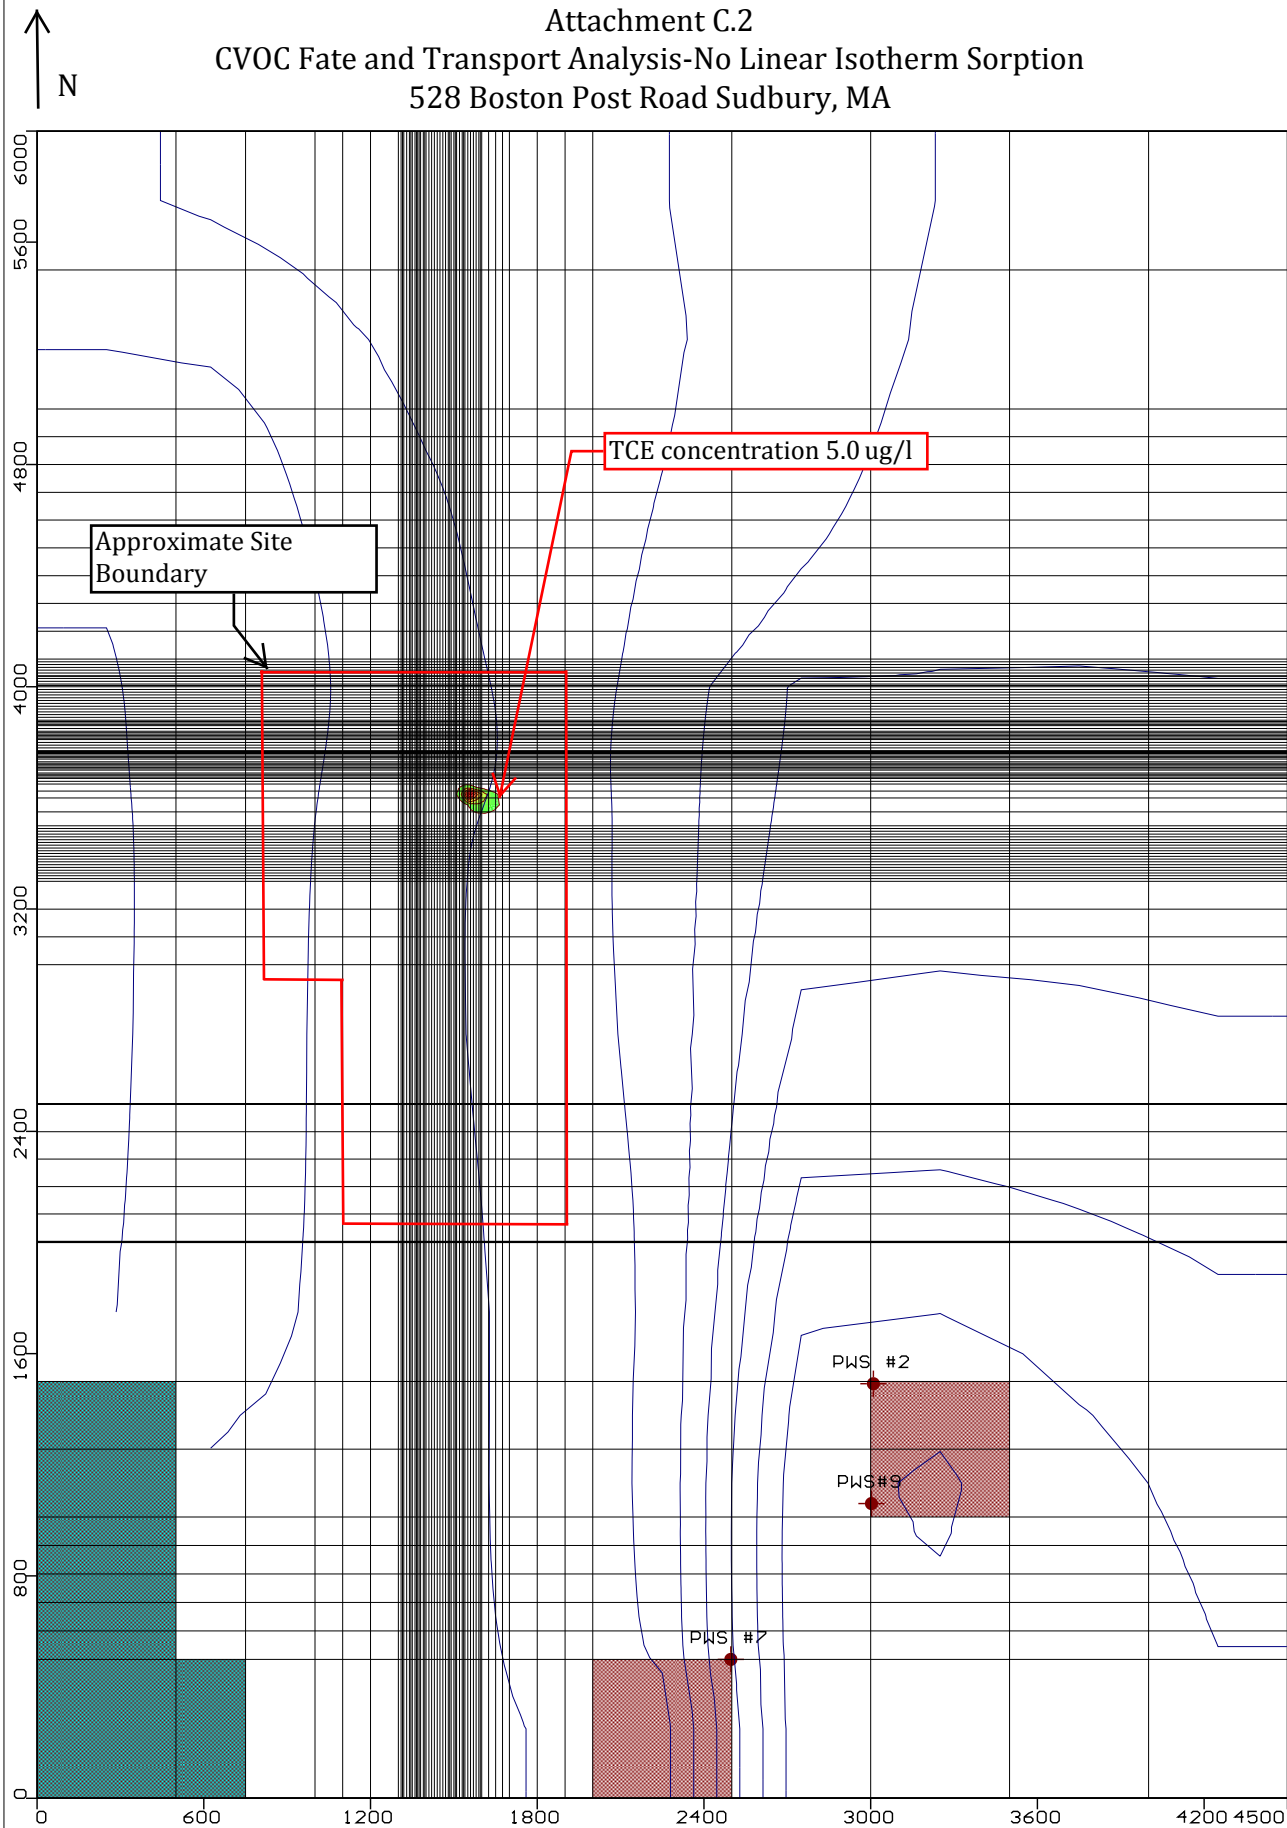 Attachment C.2
CVOC Fate and Transport Analysis-No Linear Isotherm Sorption
528 Boston Post Road Sudbury, MA
N
6000
5600
4800
TCE concentration 5.0 ug/l
Approximate Site
Boundary
4000
3200
2400
1600
PWS #2
PWS#9
800
PWS #7
0
0 600 1200 1800 2400 3000 3600 4200 4500